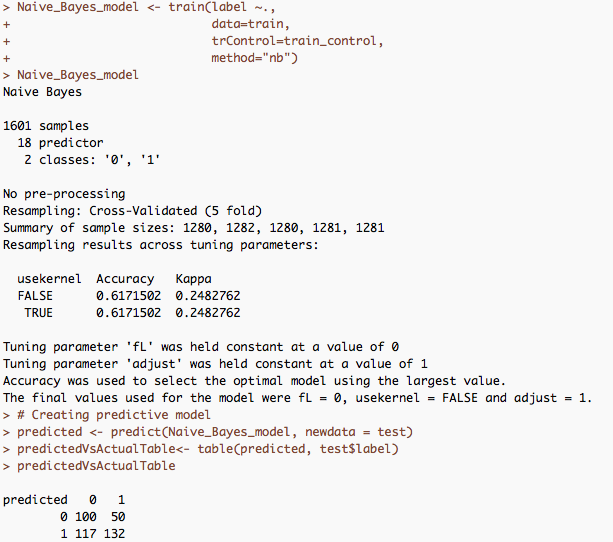 > Naive_Bayes_model <- train(label ~.,
+                            data=train,
+                            trControl=train_control,
+                            method="nb")
> Naive_Bayes_model
Naive Bayes

1601 samples
  18 predictor
   2 classes: '0', '1'

No pre-processing
Resampling: Cross-Validated (5 fold)
Summary of sample sizes: 1280, 1282, 1280, 1281, 1281
Resampling results across tuning parameters:

  usekernel  Accuracy   Kappa
  FALSE      0.6171502  0.2482762
   TRUE      0.6171502  0.2482762

Tuning parameter 'fL' was held constant at a value of 0
Tuning parameter 'adjust' was held constant at a value of 1
Accuracy was used to select the optimal model using the largest value.
The final values used for the model were fL = 0, usekernel = FALSE and adjust = 1.
> # Creating predictive model
> predicted <- predict(Naive_Bayes_model, newdata = test)
> predictedVsActualTable<- table(predicted, test$label)
> predictedVsActualTable

predicted   0   1
        0 100  50
        1 117 132